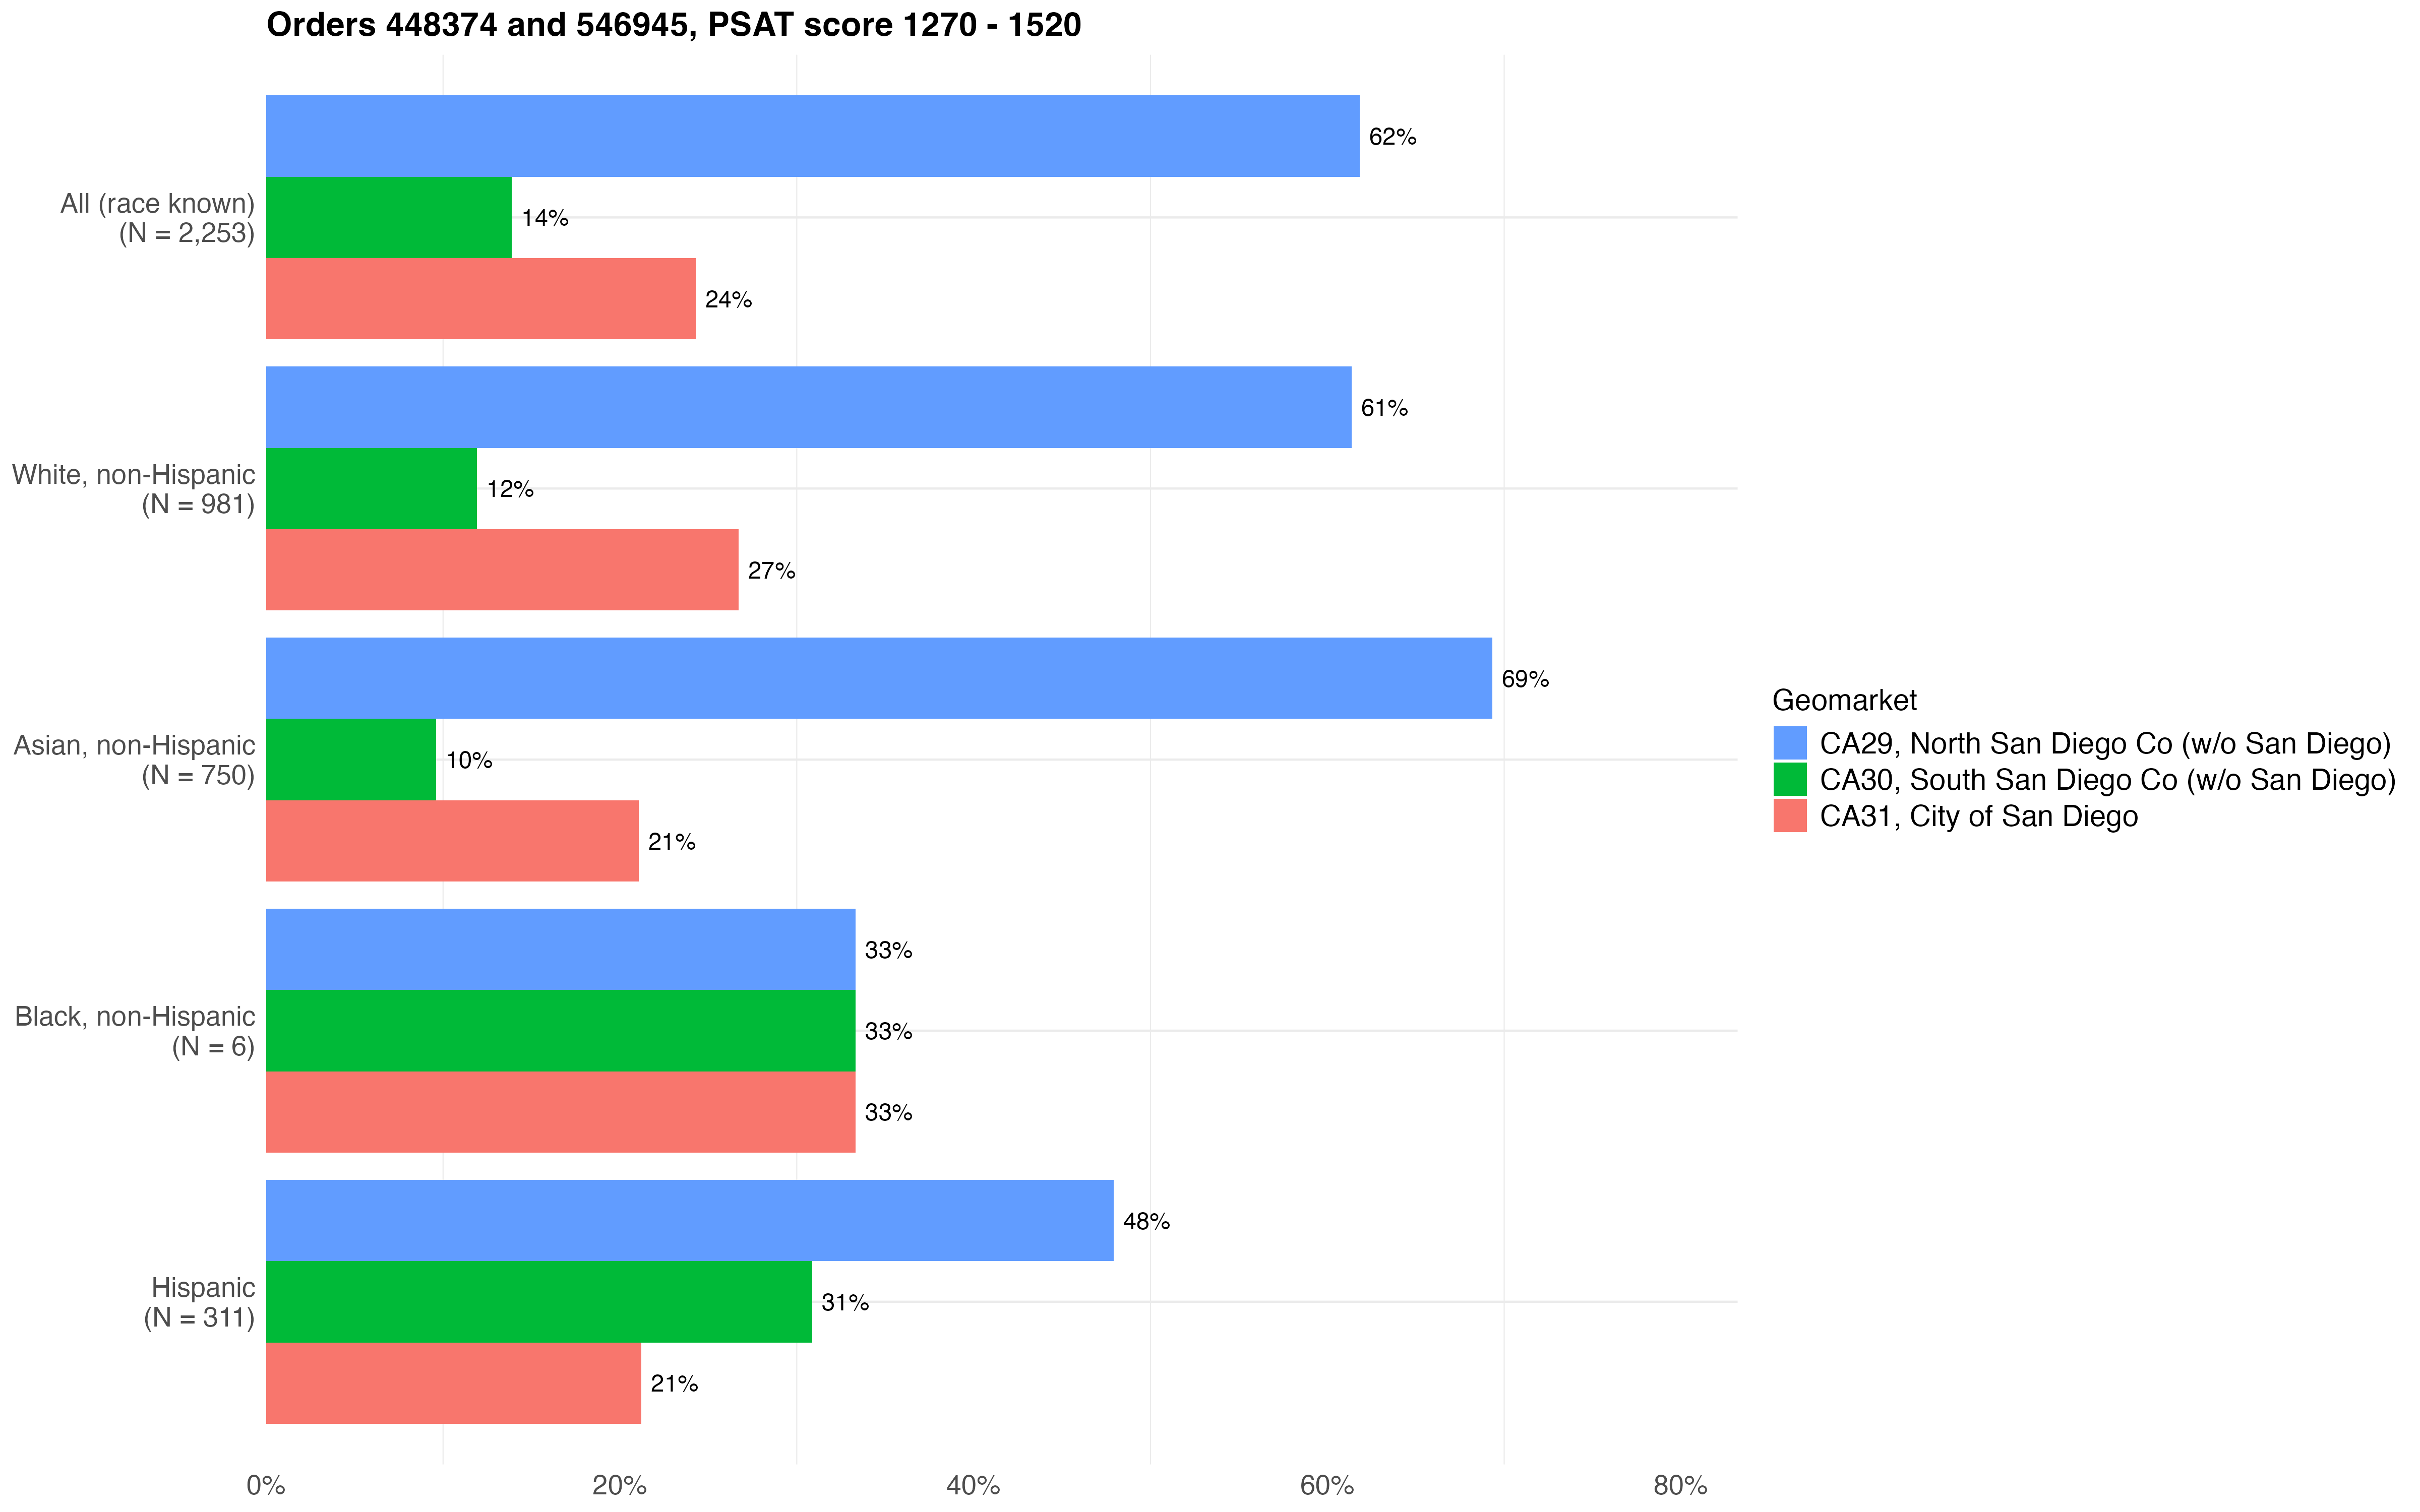 Orders 448374 and 546945, PSAT score 1270 - 1520
All (race known)
(N = 2,253)
62%
14%
24%
White, non-Hispanic
(N = 981)
61%
12%
27%
Asian, non-Hispanic
(N = 750)
69%
10%
21%
Black, non-Hispanic
(N = 6)
33%
33%
33%
Hispanic
(N = 311)
48%
31%
21%
0%
20%
40%
60%
80%
Geomarket
CA29, North San Diego Co (w/o San Diego)
CA30, South San Diego Co (w/o San Diego)
CA31, City of San Diego